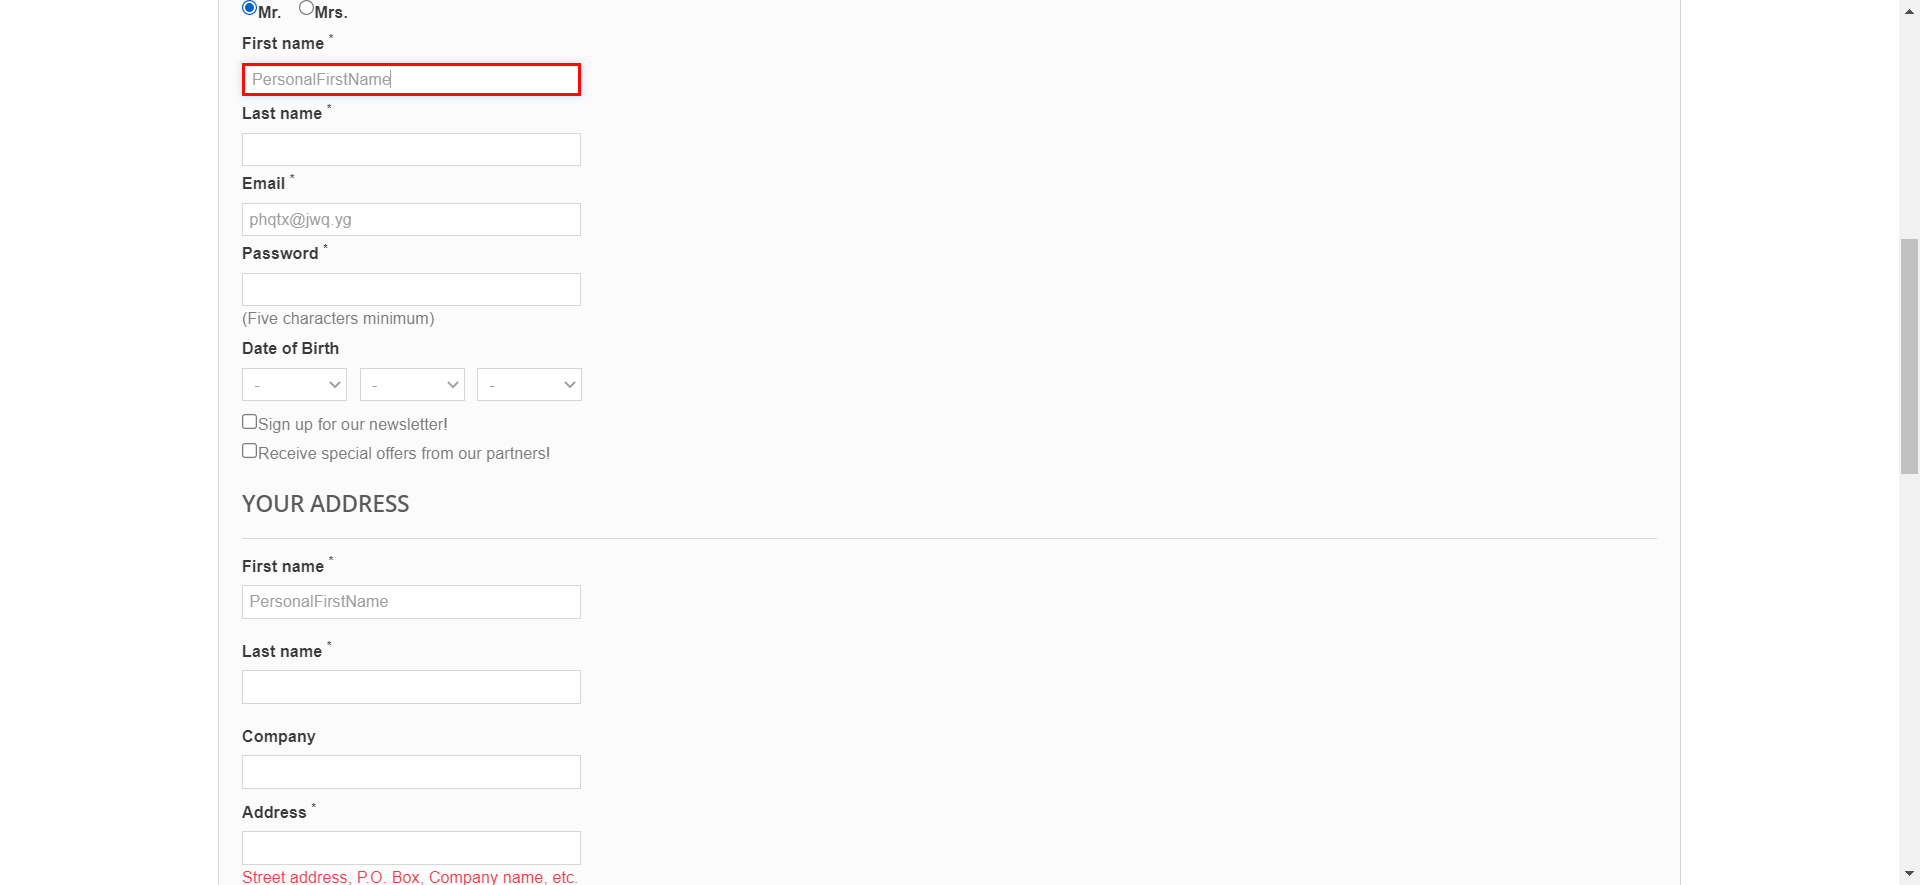 Mr. Mrs.
First name *
PersonalFirstName
Last name *
Email *
phqtx@jwq.yg
Password *
(Five characters minimum)
Date of Birth
- - -
Sign up for our newsletter!
Receive special offers from our partners!
YOUR ADDRESS
First name *
PersonalFirstName
Last name *
Company
Address *
Street address, P.O. Box, Company name, etc.